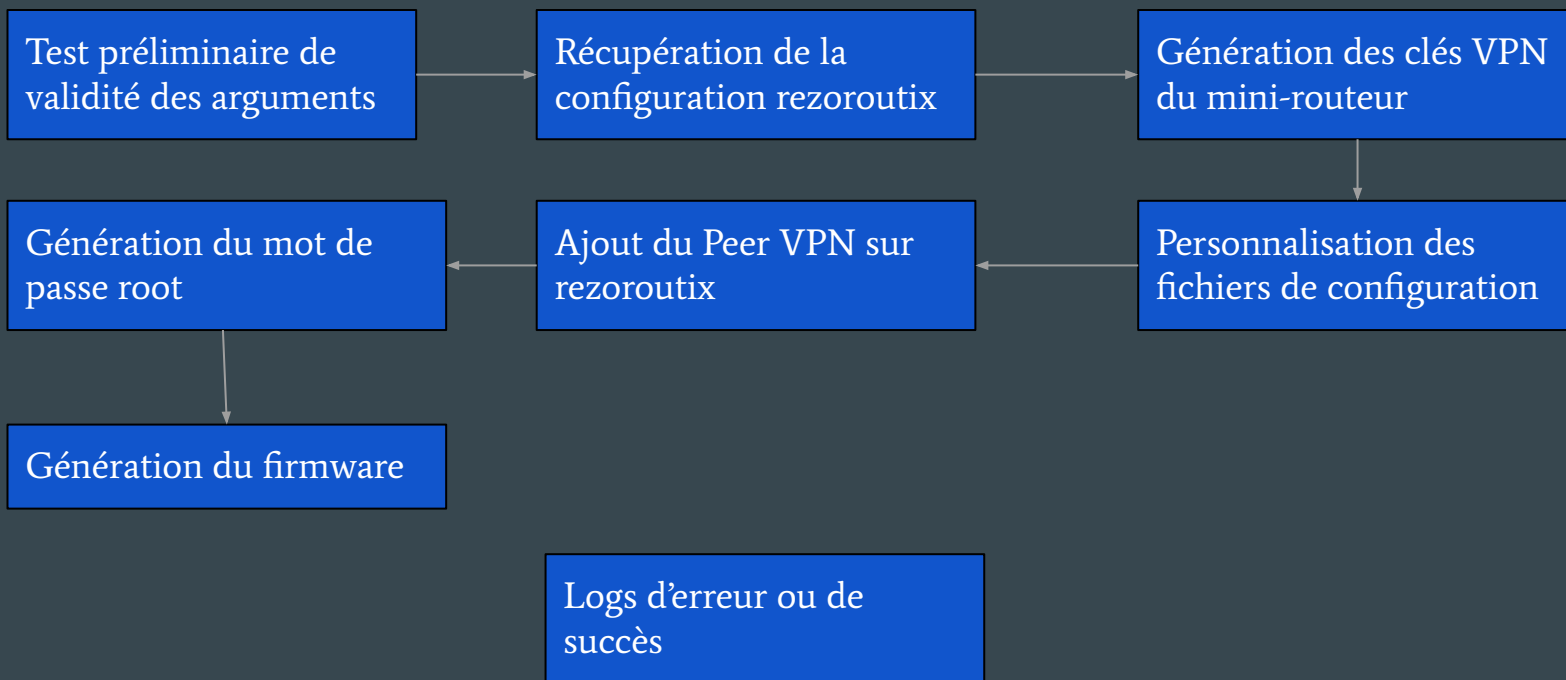 Test préliminaire de
validité des arguments
Récupération de la
configuration rezoroutix
Génération des clés VPN
du mini-routeur
Génération du mot de
passe root
Ajout du Peer VPN sur
rezoroutix
Personnalisation des
fichiers de configuration
Génération du firmware
Logs d’erreur ou de
succès